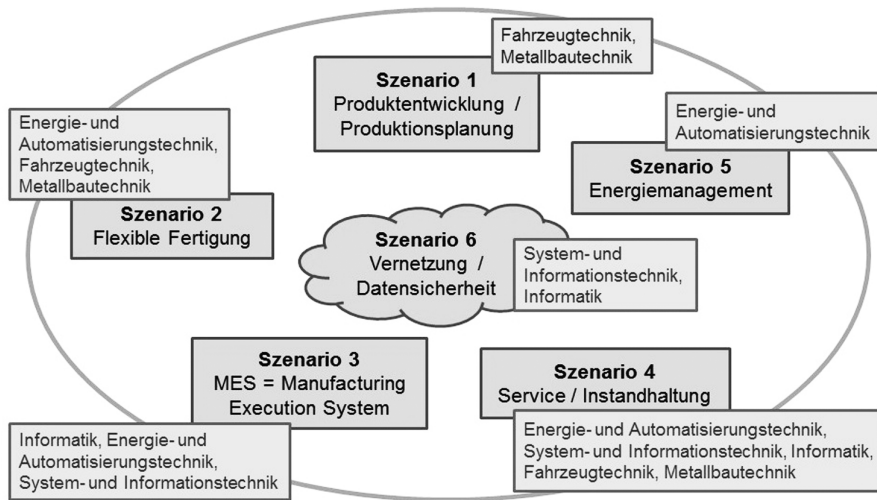 Fahrzeugtechnik,
Metallbautechnik
Szenario 1
Produktentwicklung /
Produktionsplanung
Energie- und
Automatisierungstechnik
Szenario 5
Energiemanagement
Energie- und
Automatisierungstechnik,
Fahrzeugtechnik,
Metallbautechnik
Szenario 2
Flexible Fertigung
Szenario 6
Vernetzung /
Datensicherheit
System- und
Informationstechnik,
Informatik
Szenario 3
MES = Manufacturing
Execution System
Informatik, Energie- und
Automatisierungstechnik,
System- und Informationstechnik
Szenario 4
Service / Instandhaltung
Energie- und Automatisierungstechnik,
System- und Informationstechnik, Informatik,
Fahrzeugtechnik, Metallbautechnik